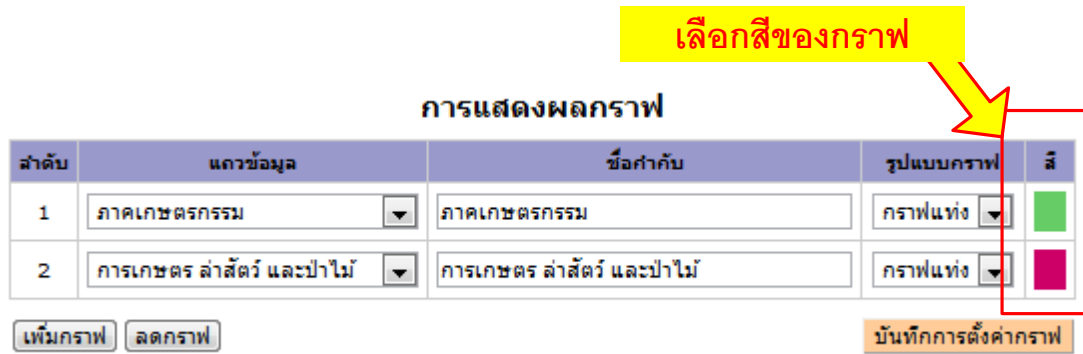 เลือกสีของกราฟ
การแสดงผลกราฟ
ลำดับ แถวข้อมูล ชื่อกำกับ รูปแบบกราฟ สี
1 ภาคเกษตรกรรม ภาคเกษตรกรรม กราฟแท่ง
2 การเกษตร ล่าสัตว์ และป่าไม้ การเกษตร ล่าสัตว์ และป่าไม้ กราฟแท่ง
เพิ่มกราฟ ลดกราฟ บันทึกการตั้งค่ากราฟ